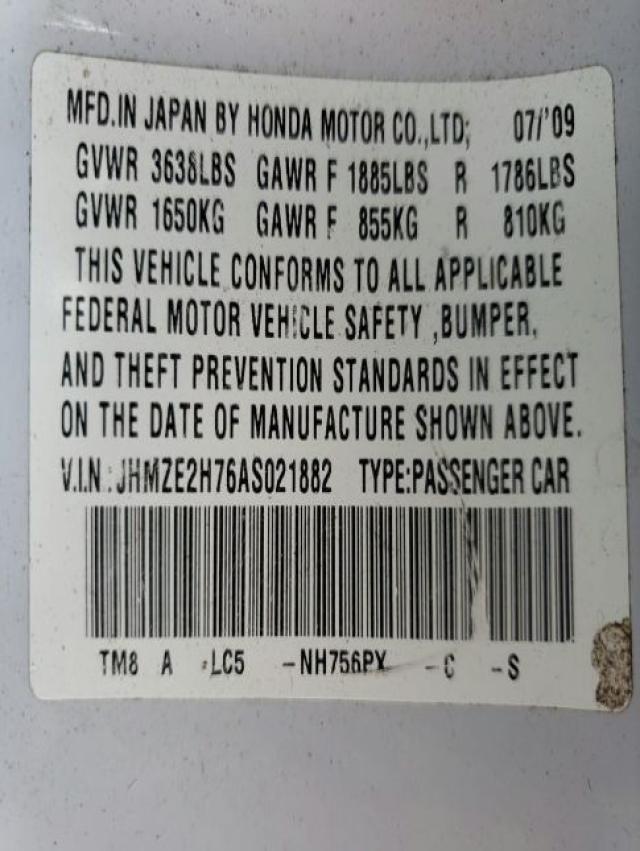 MFD.IN JAPAN BY HONDA MOTOR CO.,LTD; 07/'09
GVWR 3638LBS GAWR F 1885LBS R 1786LBS
GVWR 1650KG GAWR F 855KG R 810KG
THIS VEHICLE CONFORMS TO ALL APPLICABLE
FEDERAL MOTOR VEHICLE SAFETY ,BUMPER,
AND THEFT PREVENTION STANDARDS IN EFFECT
ON THE DATE OF MANUFACTURE SHOWN ABOVE.
V.I.N :JHMZE2H76AS021882 TYPE:PASSENGER CAR
TM8 A -LC5 -NH756PX -C -S